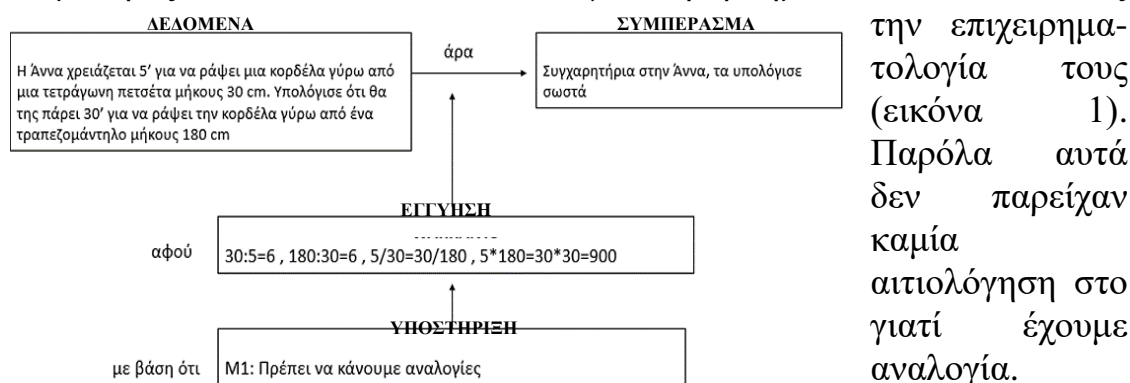 ΔΕΔΟΜΕΝΑ
Η Άννα χρειάζεται 5’ για να ράψει μια κορδέλα γύρω από
μια τετράγωνη πετσέτα μήκους 30 cm. Υπολόγισε ότι θα
της πάρει 30’ για να ράψει την κορδέλα γύρω από ένα
τραπεζομάντηλο μήκους 180 cm
άρα
ΣΥΜΠΕΡΑΣΜΑ
Συγχαρητήρια στην Άννα, τα υπολόγισε
σωστά
ΕΓΓΥΗΣΗ
αφού
30:5=6 , 180:30=6 , 5/30=30/180 , 5*180=30*30=900
ΥΠΟΣΤΗΡΙΞΗ
με βάση ότι
Μ1: Πρέπει να κάνουμε αναλογίες
την επιχειρημα-
τολογία τους
(εικόνα 1).
Παρόλα αυτά
δεν παρείχαν
καμία
αιτιολόγηση στο
γιατί έχουμε
αναλογία.